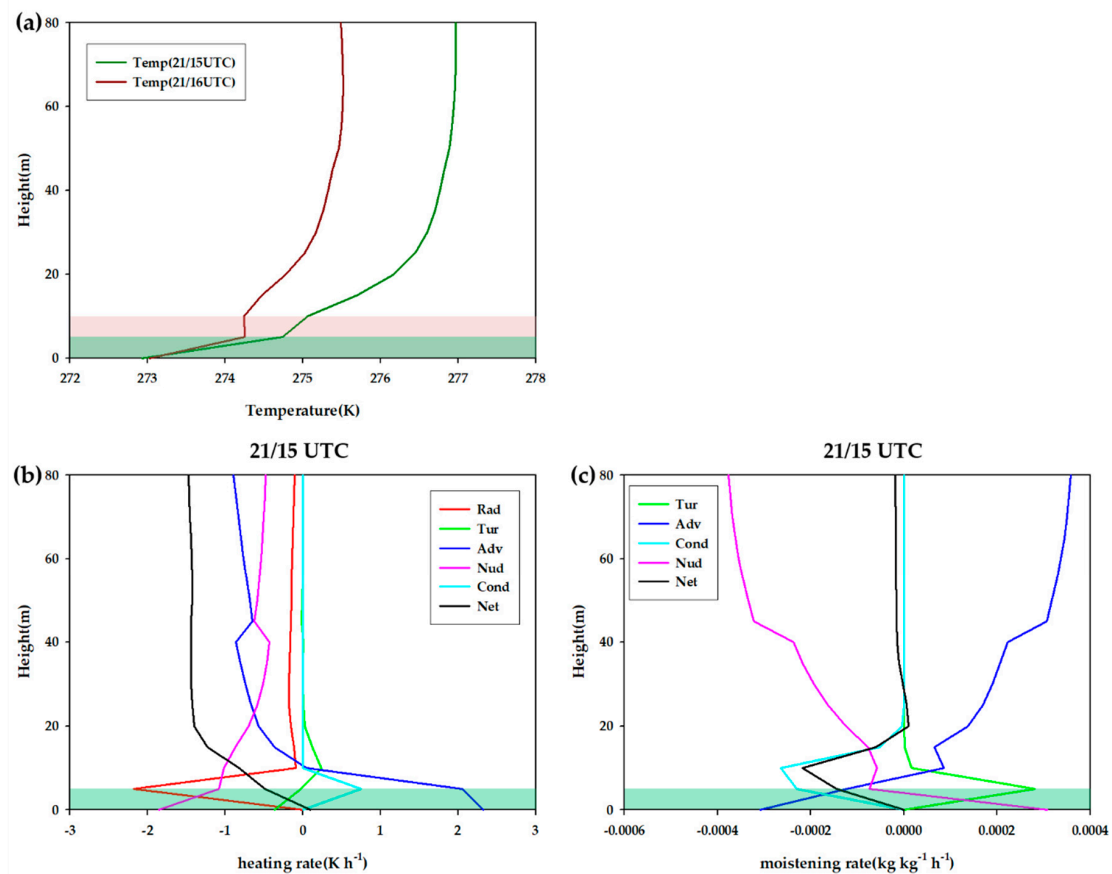 (a)
80
60
40
20
0
Height(m)
Temp(21/15UTC)
Temp(21/16UTC)
272 273 274 275 276 277 278
Temperature(K)
21/15 UTC
(b)
80
60
40
20
0
Height(m)
Rad
Tur
Adv
Nud
Cond
Net
-3 -2 -1 0 1 2 3
heating rate(K h⁻¹)
21/15 UTC
(c)
80
60
40
20
0
Height(m)
Tur
Adv
Cond
Nud
Net
-0.0006 -0.0004 -0.0002 0.0000 0.0002 0.0004
moistening rate(kg kg⁻¹ h⁻¹)